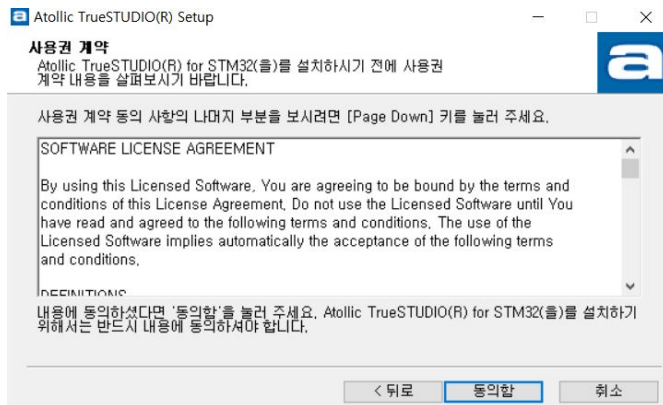 Atollic TrueSTUDIO(R) Setup
사용권 계약
Atollic TrueSTUDIO(R) for STM32(을)를 설치하시기 전에 사용권
계약 내용을 살펴보시기 바랍니다.
사용권 계약 동의 사항의 나머지 부분을 보시려면 [Page Down] 키를 눌러 주세요.
SOFTWARE LICENSE AGREEMENT
By using this Licensed Software, You are agreeing to be bound by the terms and
conditions of this License Agreement, Do not use the Licensed Software until You
have read and agreed to the following terms and conditions, The use of the
Licensed Software implies automatically the acceptance of the following terms
and conditions,
DEFINITIONS
내용에 동의하셨다면 '동의함'을 눌러 주세요. Atollic TrueSTUDIO(R) for STM32(을)를 설치하기
위해서는 반드시 내용에 동의하셔야 합니다.
< 뒤로
동의함
취소